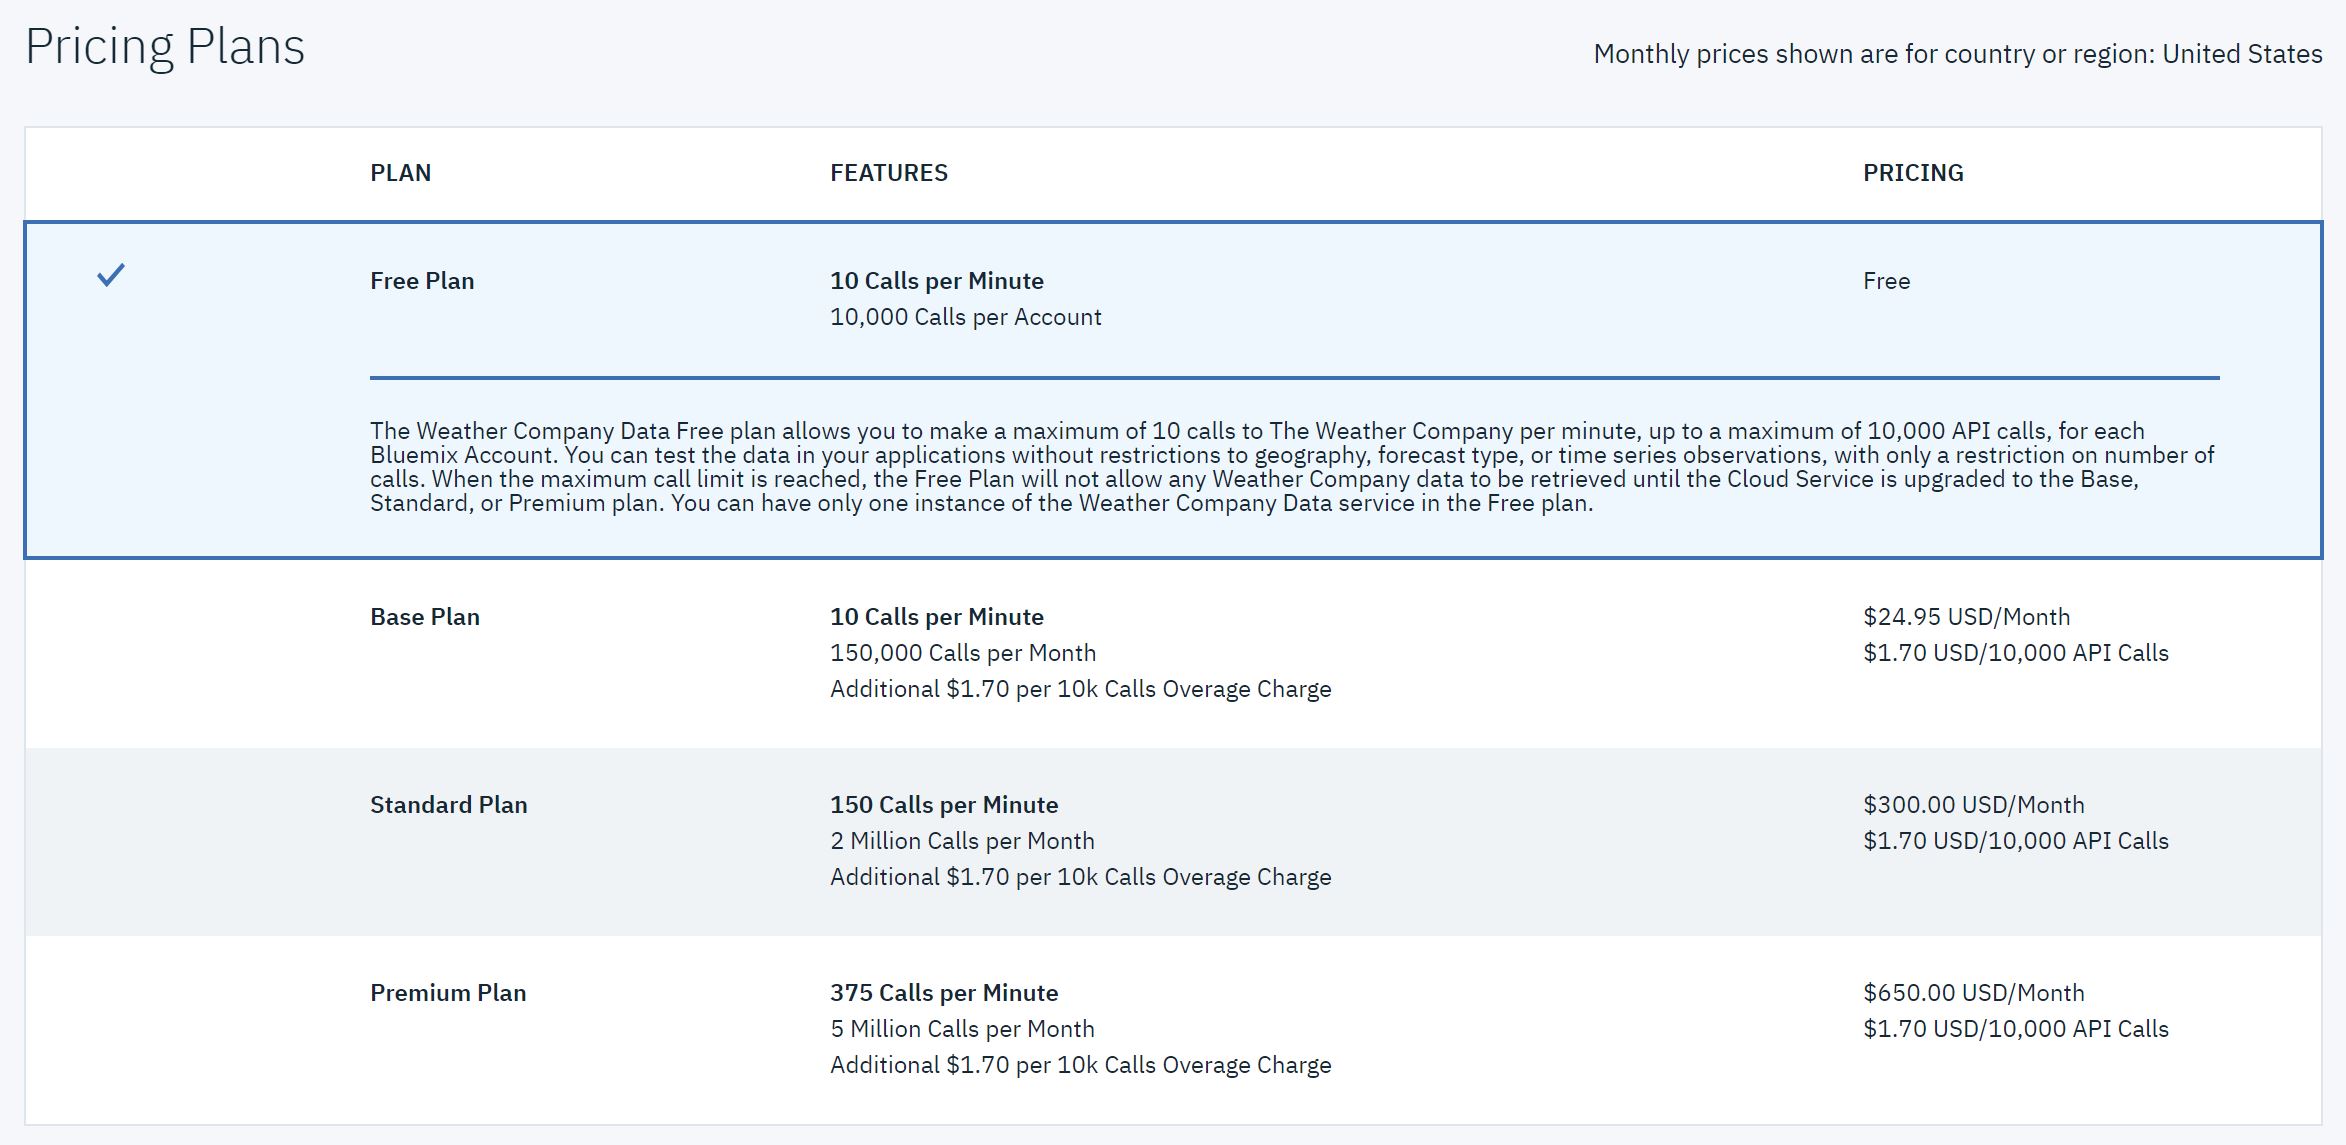 Pricing Plans
Monthly prices shown are for country or region: United States
PLAN FEATURES PRICING
Free Plan 10 Calls per Minute Free
10,000 Calls per Account
The Weather Company Data Free plan allows you to make a maximum of 10 calls to The Weather Company per minute, up to a maximum of 10,000 API calls, for each
Bluemix Account. You can test the data in your applications without restrictions to geography, forecast type, or time series observations, with only a restriction on number of
calls. When the maximum call limit is reached, the Free Plan will not allow any Weather Company data to be retrieved until the Cloud Service is upgraded to the Base,
Standard, or Premium plan. You can have only one instance of the Weather Company Data service in the Free plan.
Base Plan 10 Calls per Minute $24.95 USD/Month
150,000 Calls per Month $1.70 USD/10,000 API Calls
Additional $1.70 per 10k Calls Overage Charge
Standard Plan 150 Calls per Minute $300.00 USD/Month
2 Million Calls per Month $1.70 USD/10,000 API Calls
Additional $1.70 per 10k Calls Overage Charge
Premium Plan 375 Calls per Minute $650.00 USD/Month
5 Million Calls per Month $1.70 USD/10,000 API Calls
Additional $1.70 per 10k Calls Overage Charge